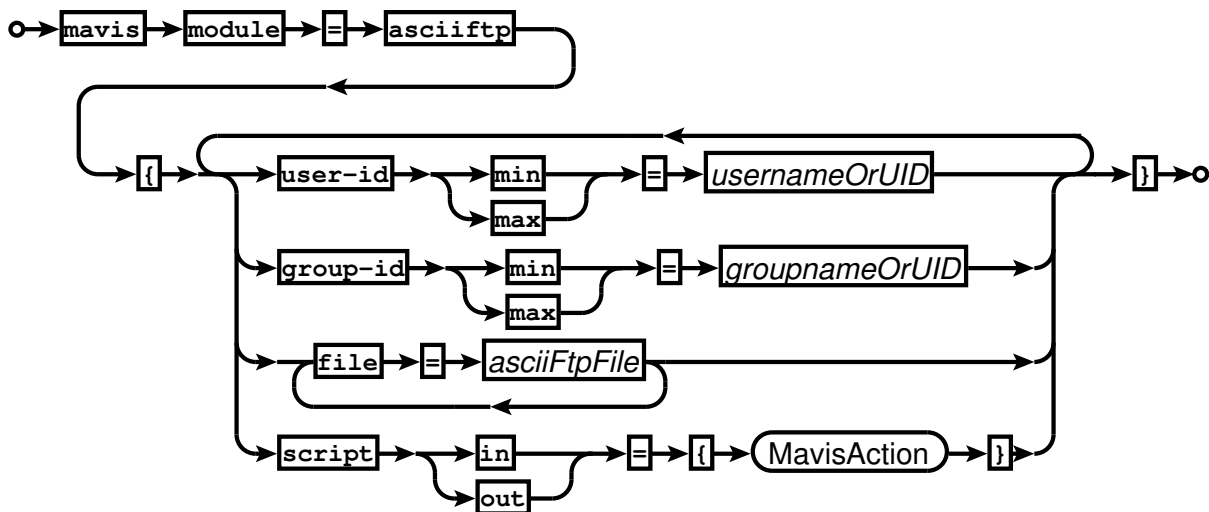 mavis module = asciiftp
{ user-id min = usernameOrUID }
max
group-id min = groupnameOrUID
max
file = asciiFtpFile
script in = { MavisAction }
out